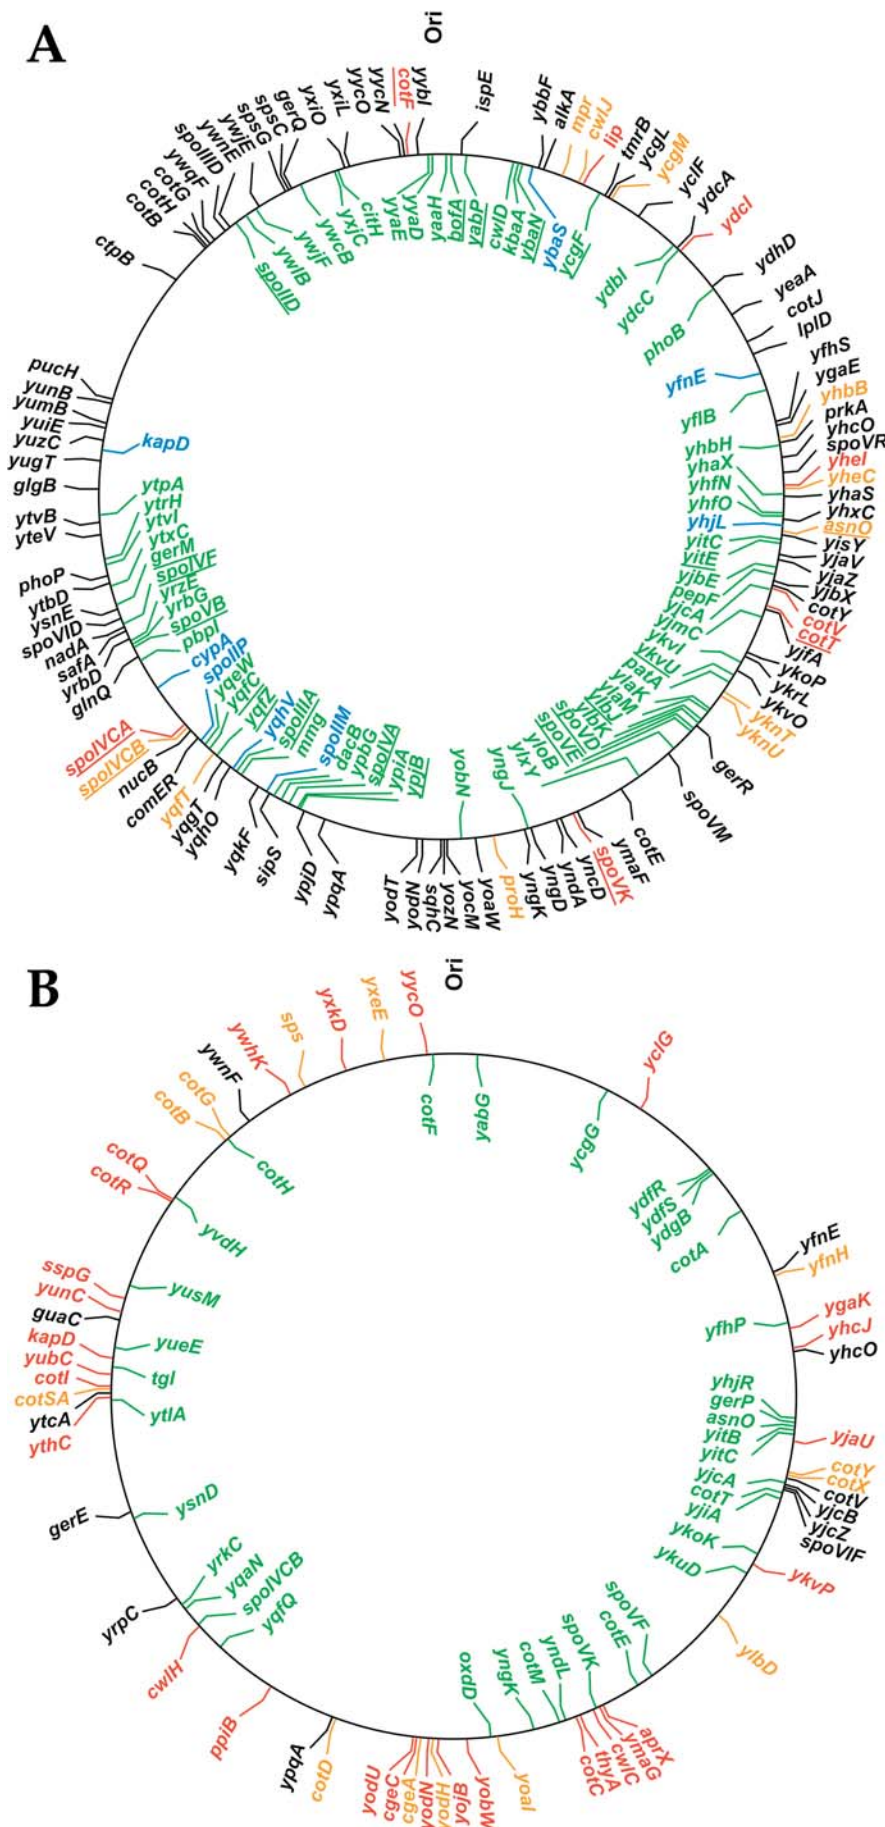 A
Ori
yybI
cotF
yycN
yycO
yxiL
yxiO
gerQ
spsC
spsG
ywjE
ywnE
spoIIID
ywqF
cotG
cotH
cotB
ctpB
pucH
yunB
yumB
yuiE
yuzC
yugT
glgB
ytvB
yteV
phoP
ytbD
ysnE
spoVID
nadA
safA
yrbD
glnQ
spoIVCA
spoIVCB
nucB
comER
yqfT
yqgT
yqhO
yqkF
sipS
ypjD
ypqA
yodT
yodN
sqhC
yozN
yocM
yoaW
proH
yngK
yngD
yndA
yncD
spoVK
ymaF
cotE
spoVM
gerR
yknU
yknT
ykvO
ykrL
ykoP
yjfA
cotT
cotV
cotY
yjbX
yjaZ
yjaV
yisY
asnO
yhxC
yhaS
yheC
yheI
spoVR
yhcO
prkA
yhbB
ygaE
yfhS
lplD
cotJ
yeaA
ydhD
ydcI
ydcA
yclF
ycgM
ycgL
tmrB
lip
cwlJ
mpr
alkA
ybbF
ispE
yaaH
bofA
yabP
cwlD
kbaA
ybaN
ybaS
ycgF
ydbI
ydcC
phoB
yfnE
yflB
yhbH
yhaX
yhfN
yhfO
yhjL
yitC
yitE
yjbE
pepF
yjcA
yjmC
ykvI
ykvU
patA
ylaK
ylaM
ylbJ
ylbK
spoVD
spoVE
yloB
ylxY
yngJ
yobN
ypjB
ypiA
spoIVA
ypbG
dacB
spoIIM
mmg
spoIIIA
yqhV
yqfZ
yqfC
yqeW
spoIIP
cypA
pbpI
spoVB
yrbG
yrzE
spoIVF
gerM
ytxC
ytvI
ytrH
ytpA
kapD
spoIID
ywlB
ywjF
ywcB
yxjC
citH
yyaE
yyaD
B
Ori
yycO
yxeE
yxkD
sps
ywhK
ywnF
cotG
cotB
cotQ
cotR
sspG
yunC
guaC
kapD
yubC
cotI
cotSA
ytcA
ythC
gerE
yrpC
cwlH
ppiB
ypqA
cotD
yodU
cgeC
cgeA
yodN
yodH
yojB
yobW
yoaI
cotC
thyA
cwlC
ymaG
aprX
ylbD
ykvP
spoVIF
yjcZ
yjcB
cotV
cotX
cotY
yjaU
yhcO
yhcJ
ygaK
yfnH
yfnE
yclG
cotF
yabG
ycgG
ydfR
ydfS
ydgB
cotA
yfhP
yhjR
gerP
asnO
yitB
yitC
yjcA
cotT
yjiA
ykoK
ykuD
spoVF
cotE
spoVK
yndL
cotM
yngK
oxdD
yqfQ
spoIVCB
yqaN
yrkC
ysnD
ytlA
tgl
yueE
yusM
yvdH
cotH